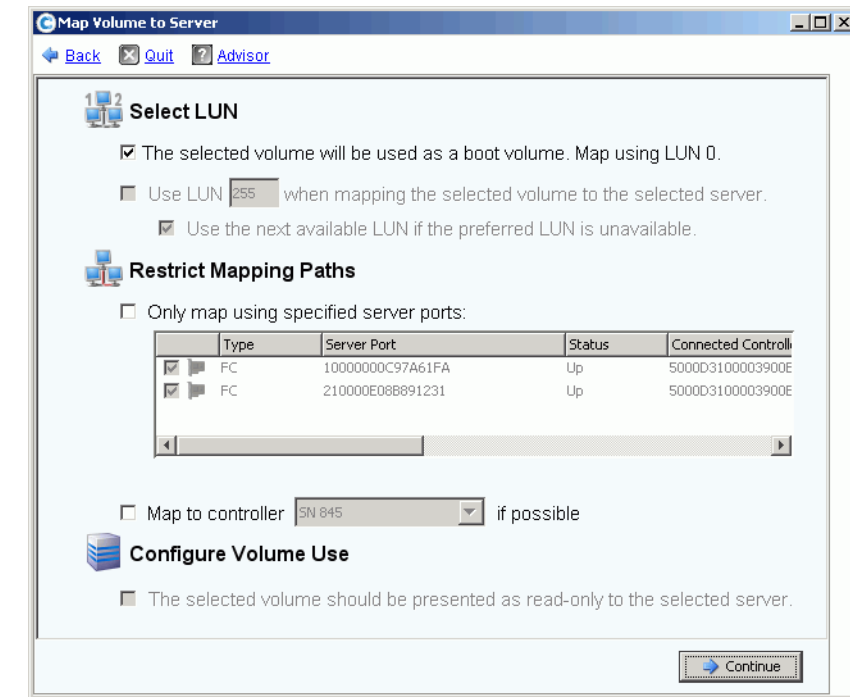 Map Volume to Server
Back Quit Advisor
1 2
Select LUN
The selected volume will be used as a boot volume. Map using LUN 0.
Use LUN 255 when mapping the selected volume to the selected server.
Use the next available LUN if the preferred LUN is unavailable.
Restrict Mapping Paths
Only map using specified server ports:
Type Server Port Status Connected Controll
FC 10000000C97A61FA Up 5000D3100003900E
FC 210000E08B891231 Up 5000D3100003900E
Map to controller SN 845 if possible
Configure Volume Use
The selected volume should be presented as read-only to the selected server.
Continue